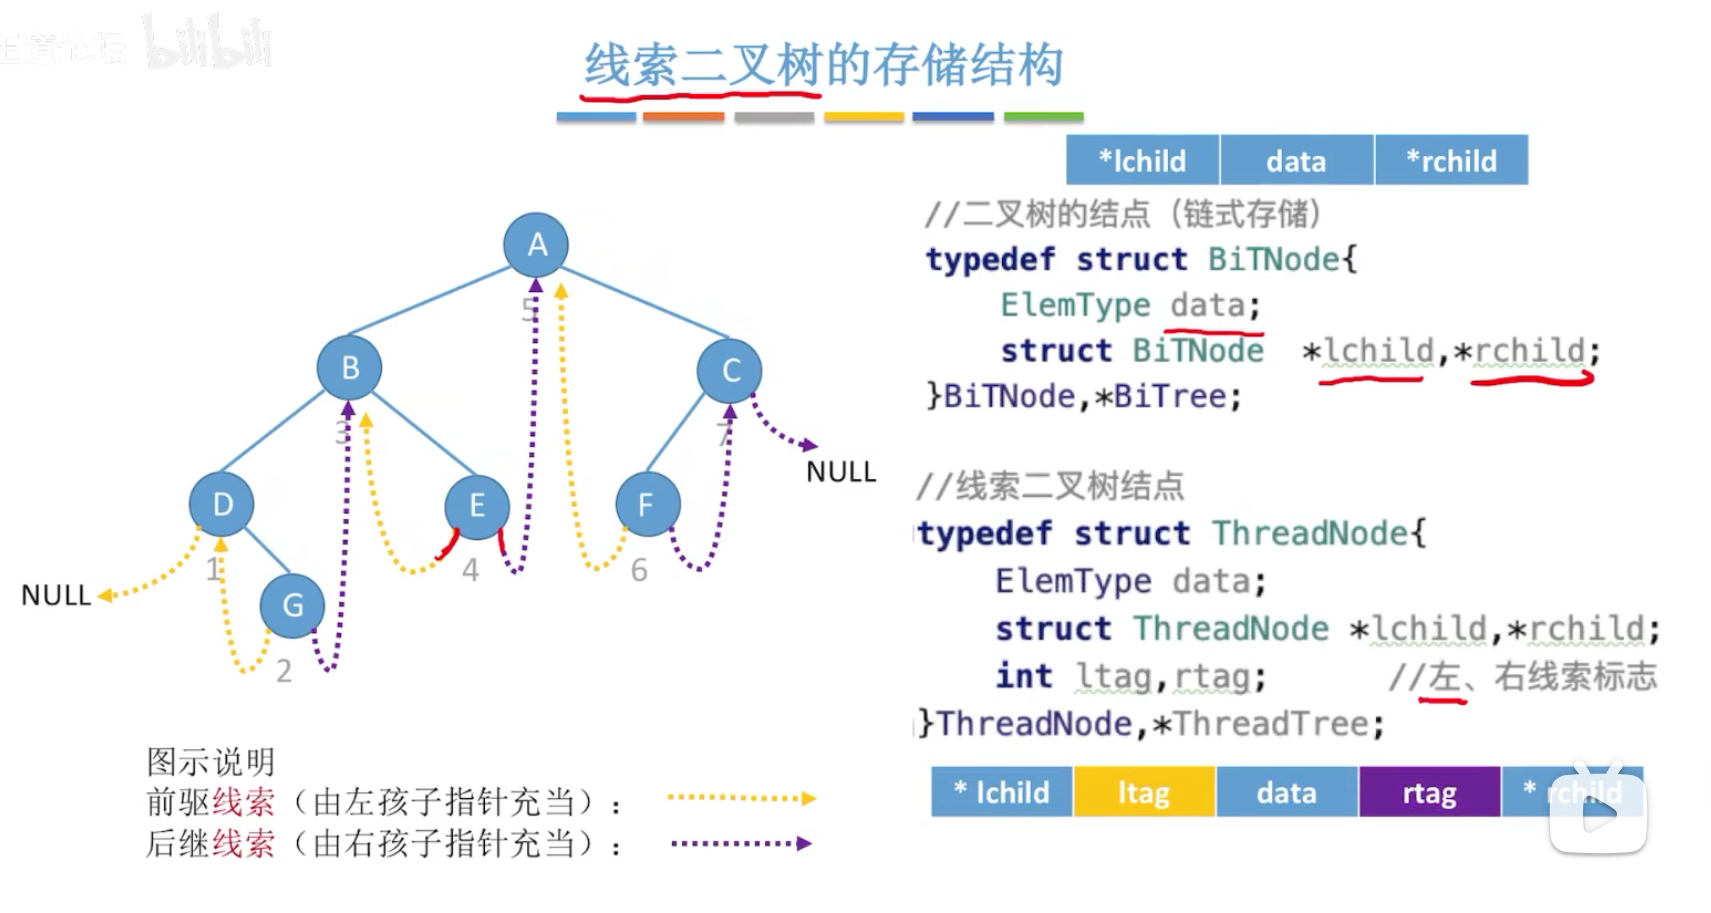 王道论坛 bilibili
线索二叉树的存储结构
*lchild data *rchild
//二叉树的结点（链式存储）
typedef struct BiTNode{
ElemType data;
struct BiTNode *lchild,*rchild;
}BiTNode,*BiTree;
//线索二叉树结点
typedef struct ThreadNode{
ElemType data;
struct ThreadNode *lchild,*rchild;
int ltag,rtag; //左、右线索标志
}ThreadNode,*ThreadTree;
* lchild ltag data rtag * rchild
A
5
B
C
3
7
NULL
D
E
F
1
4
6
NULL
G
2
图示说明
前驱线索（由左孩子指针充当）：
后继线索（由右孩子指针充当）：